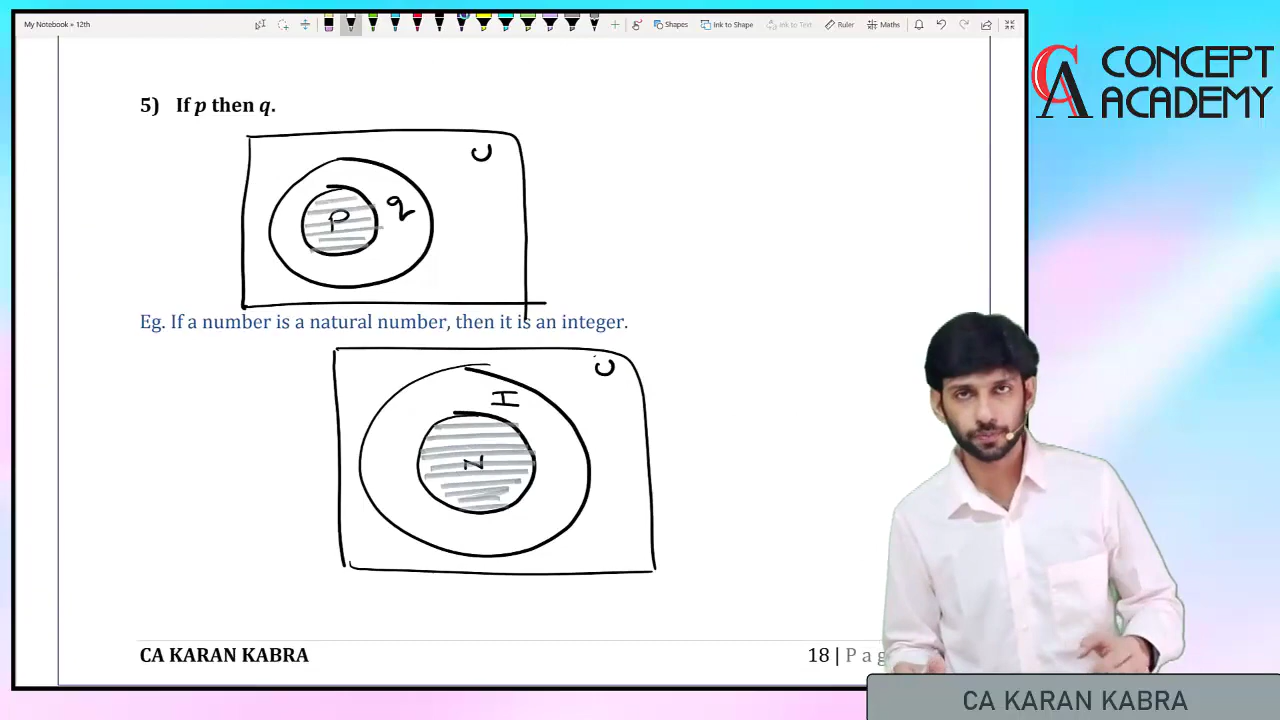 My Notebook > 12th
Shapes
Ink to Shape
Ink to Text
Ruler
Maths
CONCEPT
ACADEMY
5) If p then q.
U
P
q
Eg. If a number is a natural number, then it is an integer.
U
I
N
CA KARAN KABRA
18 | P a g
CA KARAN KABRA